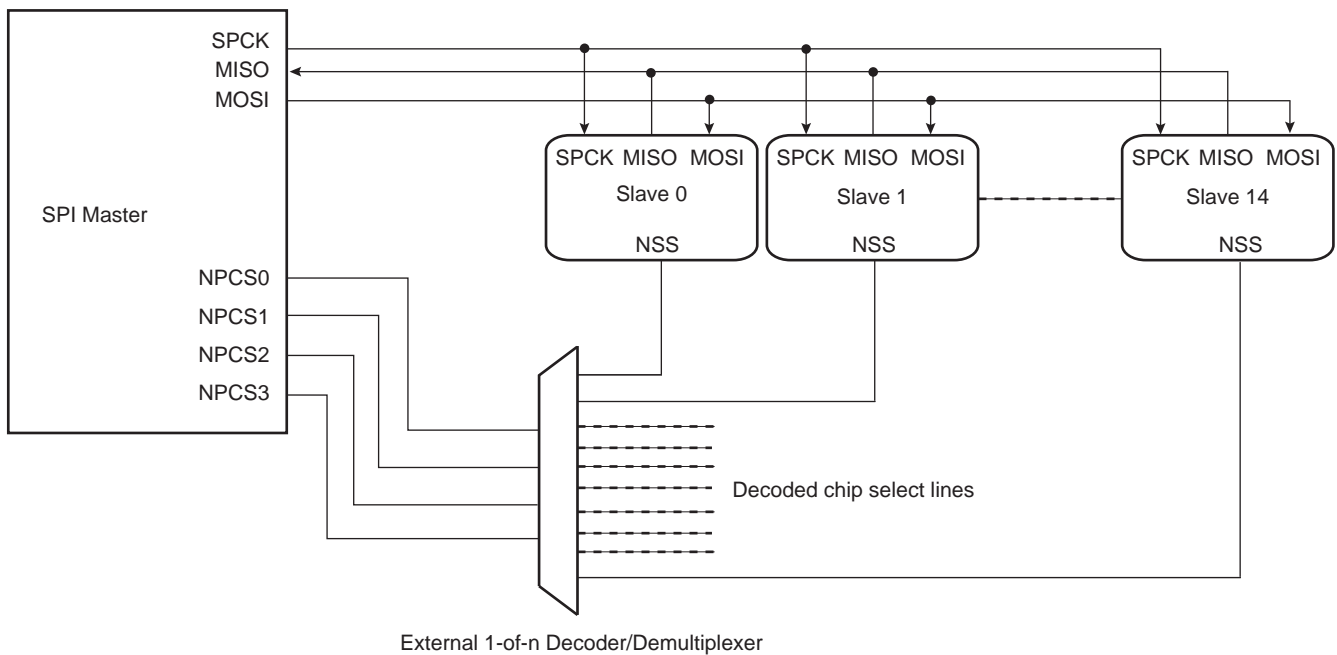 SPCK
MISO
MOSI
SPI Master
NPCS0
NPCS1
NPCS2
NPCS3
SPCK MISO MOSI
Slave 0
NSS
SPCK MISO MOSI
Slave 1
NSS
SPCK MISO MOSI
Slave 14
NSS
Decoded chip select lines
External 1-of-n Decoder/Demultiplexer